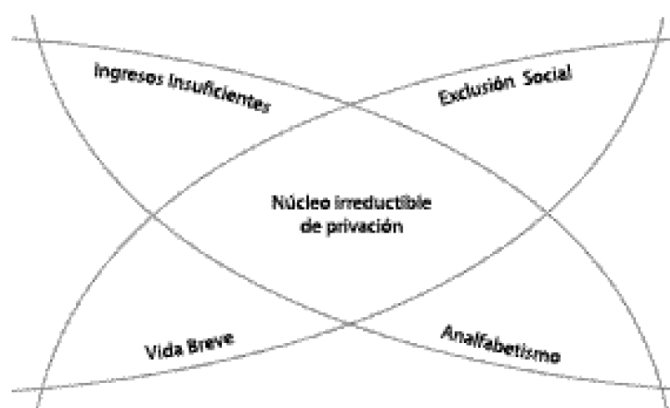 Ingresos Insuficientes
Exclusión Social
Núcleo irreductible
de privación
Vida Breve
Analfabetismo